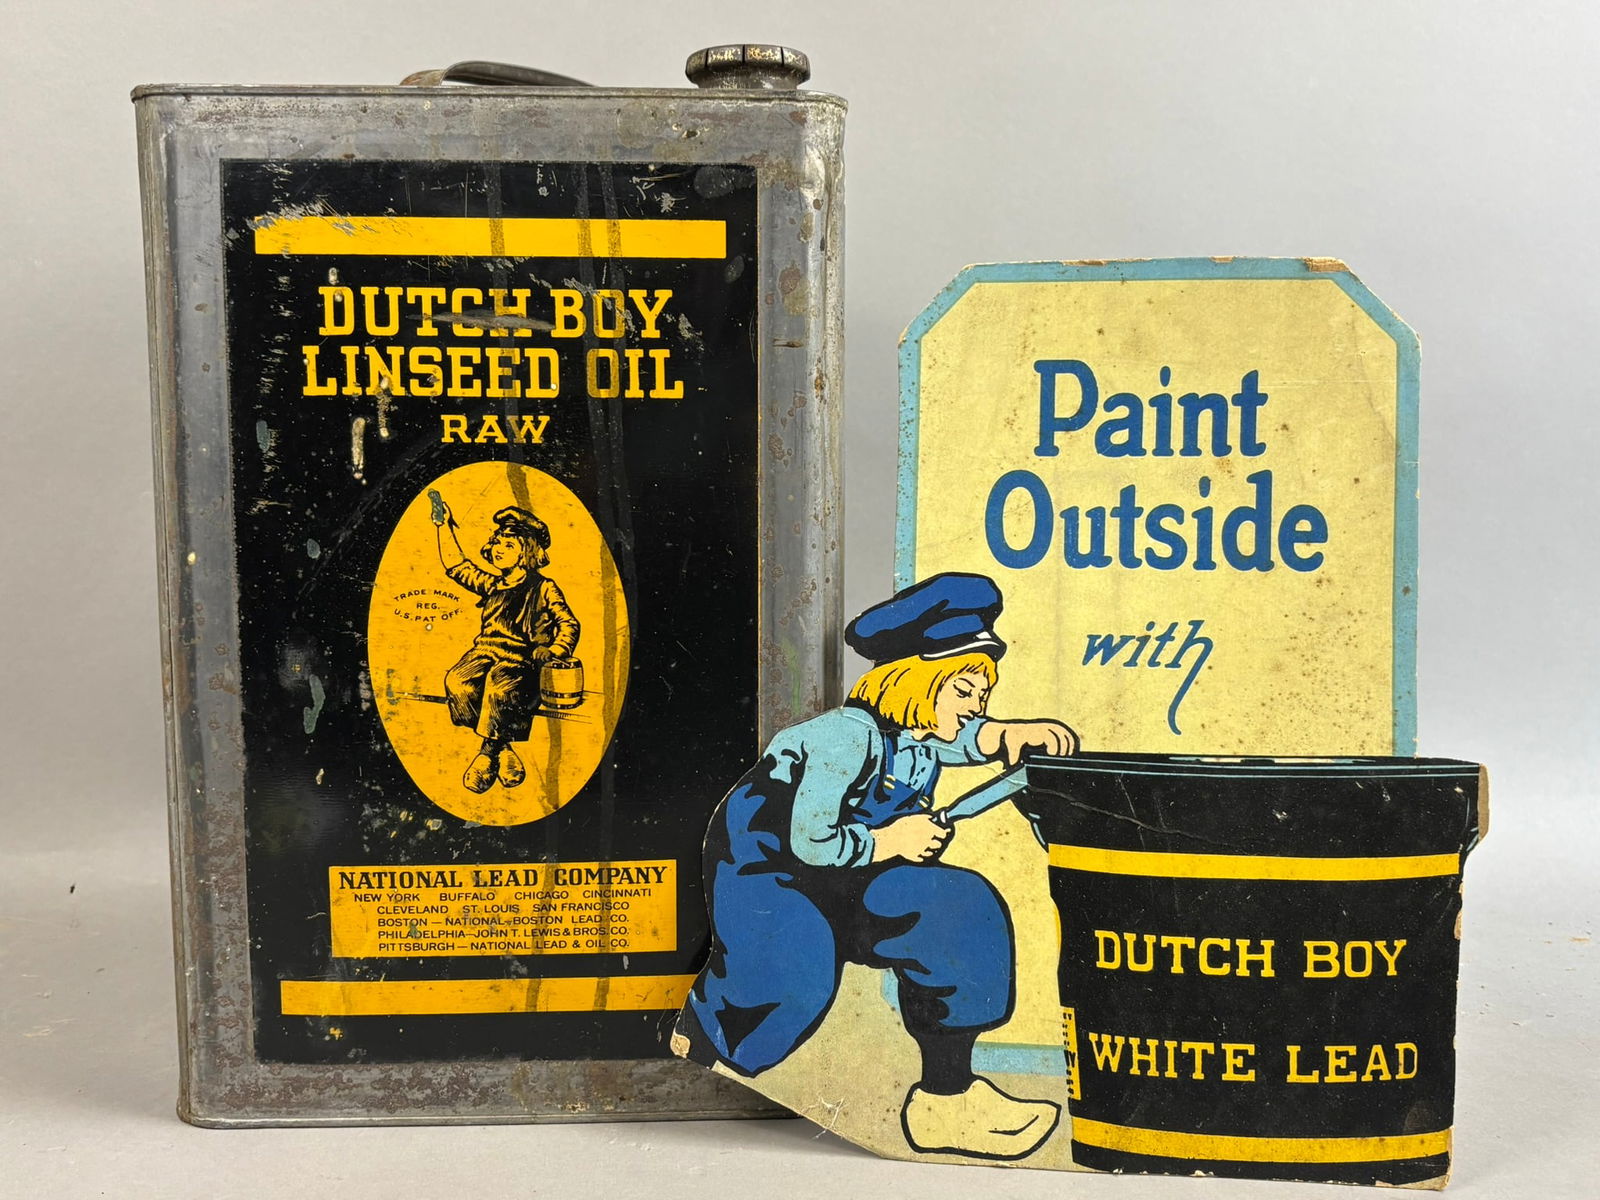 DUTCH BOY
LINSEED OIL
RAW
TRADE MARK
REG.
U.S. PAT OFF.
NATIONAL LEAD COMPANY
NEW YORK BUFFALO CHICAGO CINCINNATI
CLEVELAND ST. LOUIS SAN FRANCISCO
BOSTON — NATIONAL-BOSTON LEAD CO.
PHILADELPHIA—JOHN T. LEWIS & BROS. CO.
PITTSBURGH — NATIONAL LEAD & OIL CO.
Paint
Outside
with
DUTCH BOY
WHITE LEAD